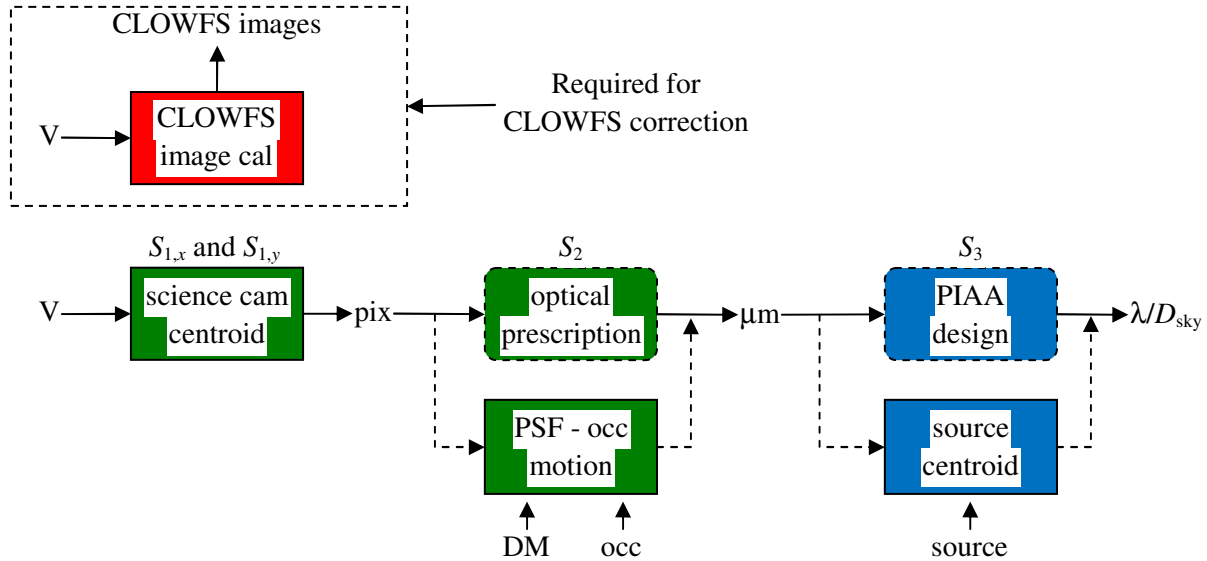 CLOWFS images
V
CLOWFS
image cal
Required for
CLOWFS correction
S1,x and S1,y
S2
S3
V
science cam
centroid
pix
optical
prescription
μm
PIAA
design
λ/Dsky
PSF - occ
motion
source
centroid
DM
occ
source